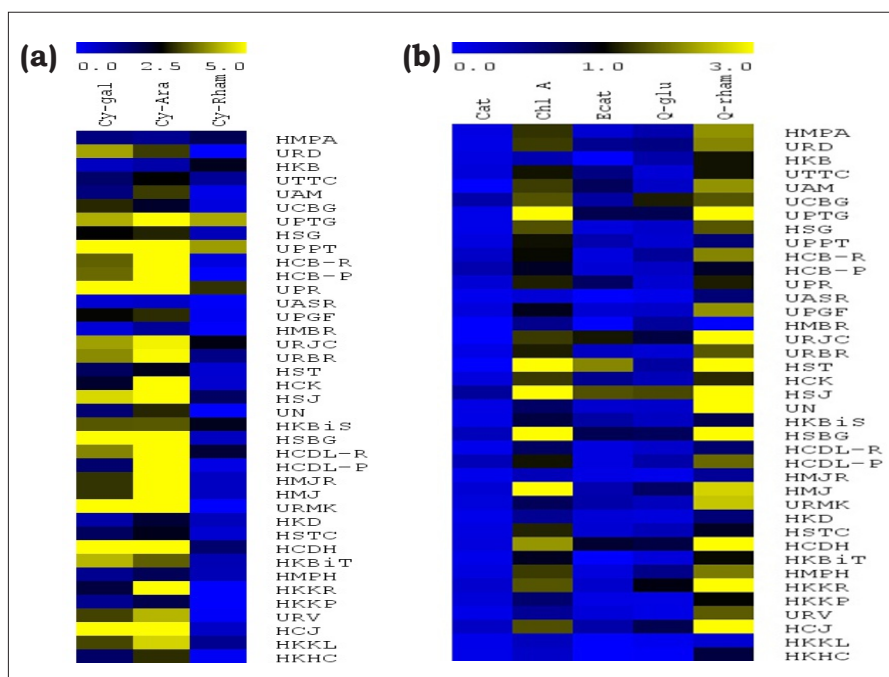 (a)
0.0 2.5 5.0
Cy-gal
Cy-Ara
Cy-Rham
HMPA
URD
HKB
UTTC
UAM
UCBG
UPTG
HSG
UPPT
HCB-R
HCB-P
UPR
UASR
UPGF
HMBR
URJC
URBR
HST
HCK
HSJ
UN
HKBiS
HSBG
HCDL-R
HCDL-P
HMJR
HMJ
URMK
HKD
HSTC
HCDH
HKBiT
HMPH
HKKR
HKKP
URV
HCJ
HKKL
HKHC
(b)
0.0 1.0 3.0
Cat
Chl A
Ecat
Q-glu
Q-rham
HMPA
URD
HKB
UTTC
UAM
UCBG
UPTG
HSG
UPPT
HCB-R
HCB-P
UPR
UASR
UPGF
HMBR
URJC
URBR
HST
HCK
HSJ
UN
HKBiS
HSBG
HCDL-R
HCDL-P
HMJR
HMJ
URMK
HKD
HSTC
HCDH
HKBiT
HMPH
HKKR
HKKP
URV
HCJ
HKKL
HKHC